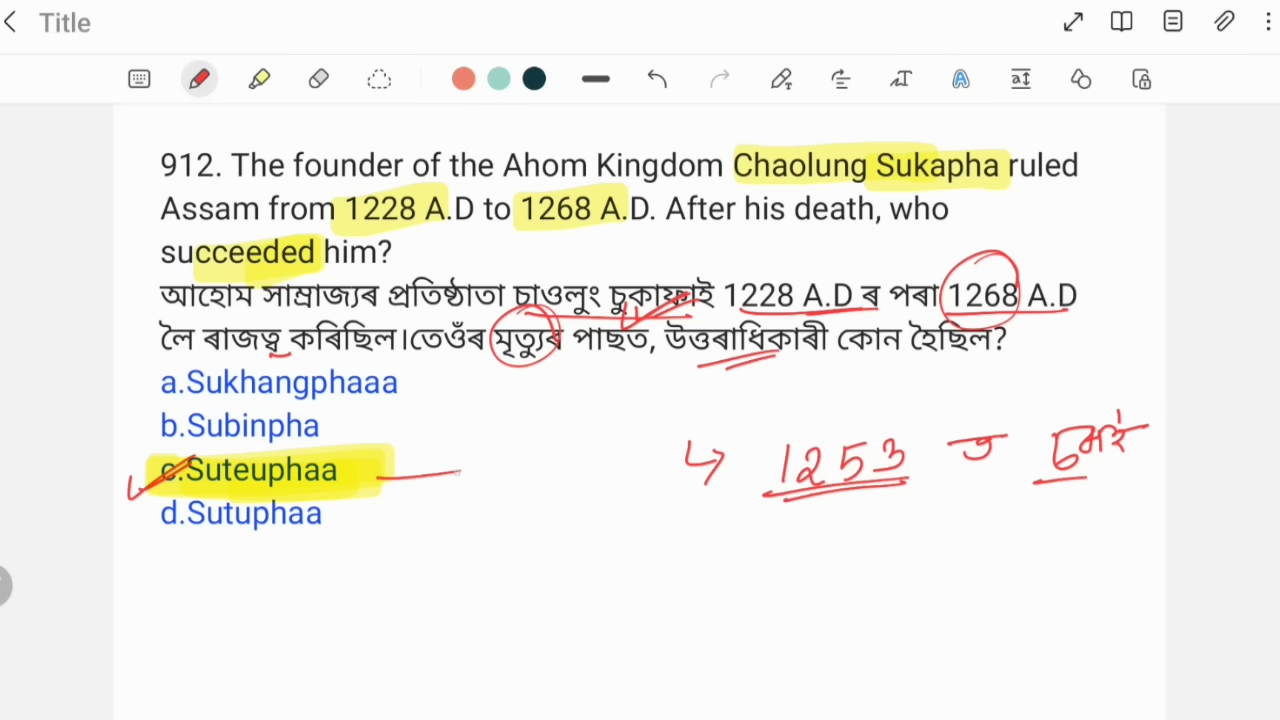 Title
912. The founder of the Ahom Kingdom Chaolung Sukapha ruled
Assam from 1228 A.D to 1268 A.D. After his death, who
succeeded him?
আহোম সাম্ৰাজ্যৰ প্ৰতিষ্ঠাতা চাওলুং চুকাফাই 1228 A.D ৰ পৰা 1268 A.D
লৈ ৰাজত্ব কৰিছিল।তেওঁৰ মৃত্যুৰ পাছত, উত্তৰাধিকাৰী কোন হৈছিল?
a.Sukhangphaaa
b.Subinpha
c.Suteuphaa
1253 ত
d.Sutuphaa